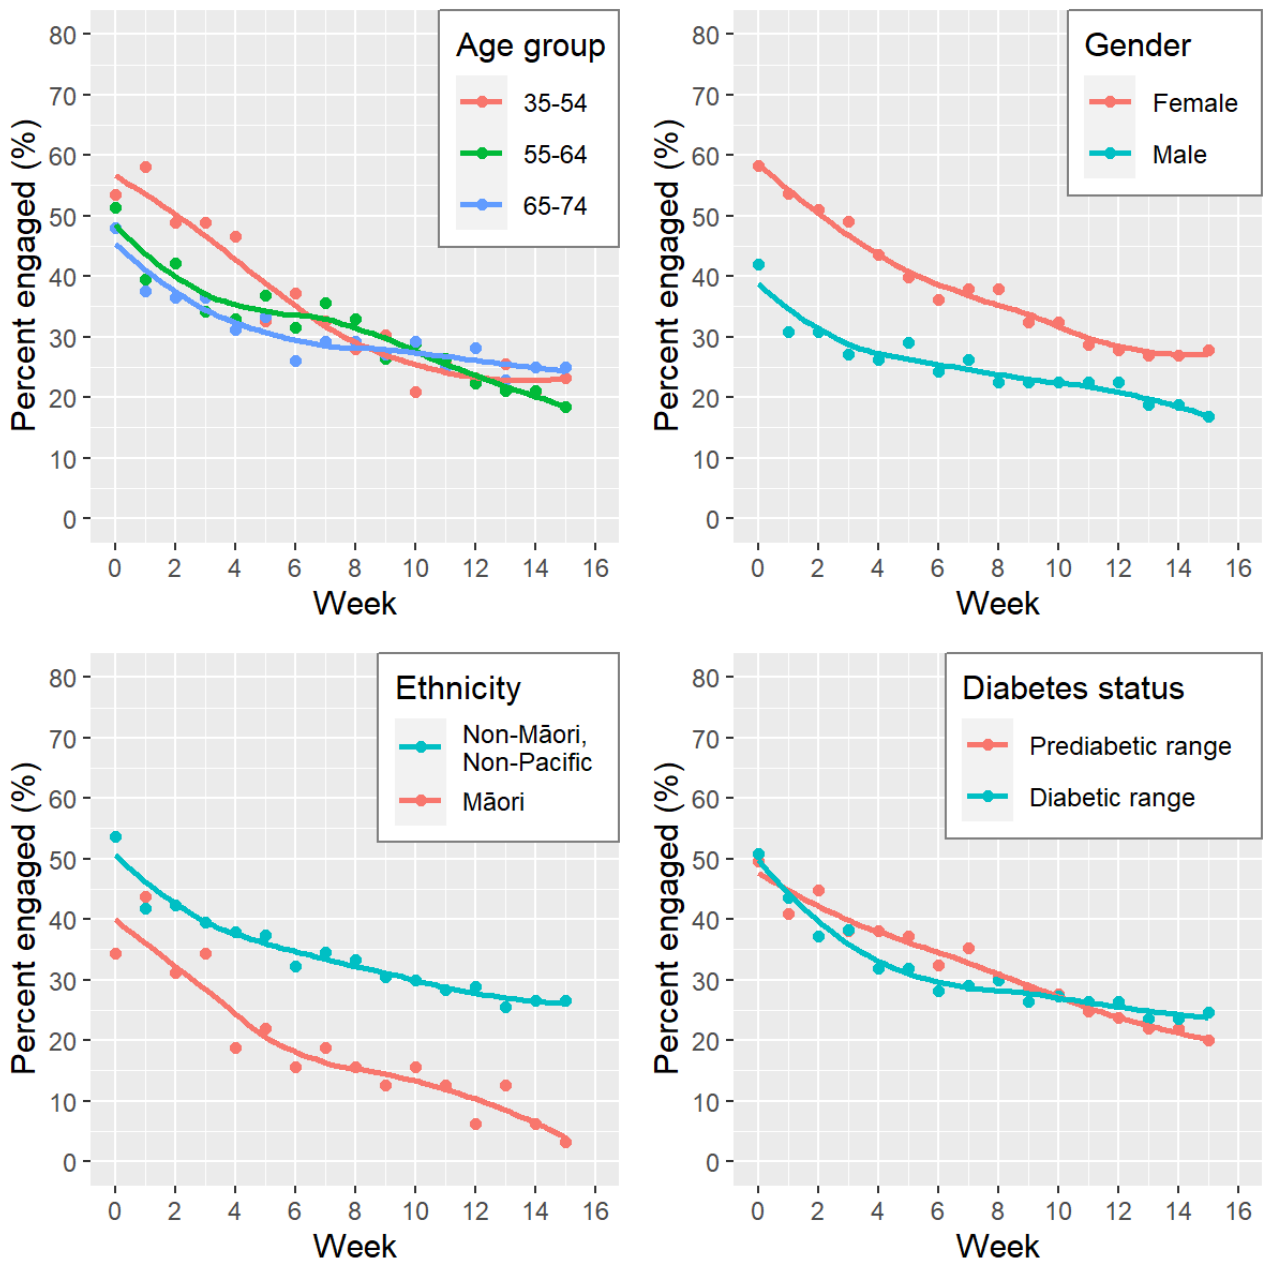 Age group
35-54
55-64
65-74
Percent engaged (%)
80
70
60
50
40
30
20
10
0
0 2 4 6 8 10 12 14 16
Week
Gender
Female
Male
Percent engaged (%)
80
70
60
50
40
30
20
10
0
0 2 4 6 8 10 12 14 16
Week
Ethnicity
Non-Māori,
Non-Pacific
Māori
Percent engaged (%)
80
70
60
50
40
30
20
10
0
0 2 4 6 8 10 12 14 16
Week
Diabetes status
Prediabetic range
Diabetic range
Percent engaged (%)
80
70
60
50
40
30
20
10
0
0 2 4 6 8 10 12 14 16
Week